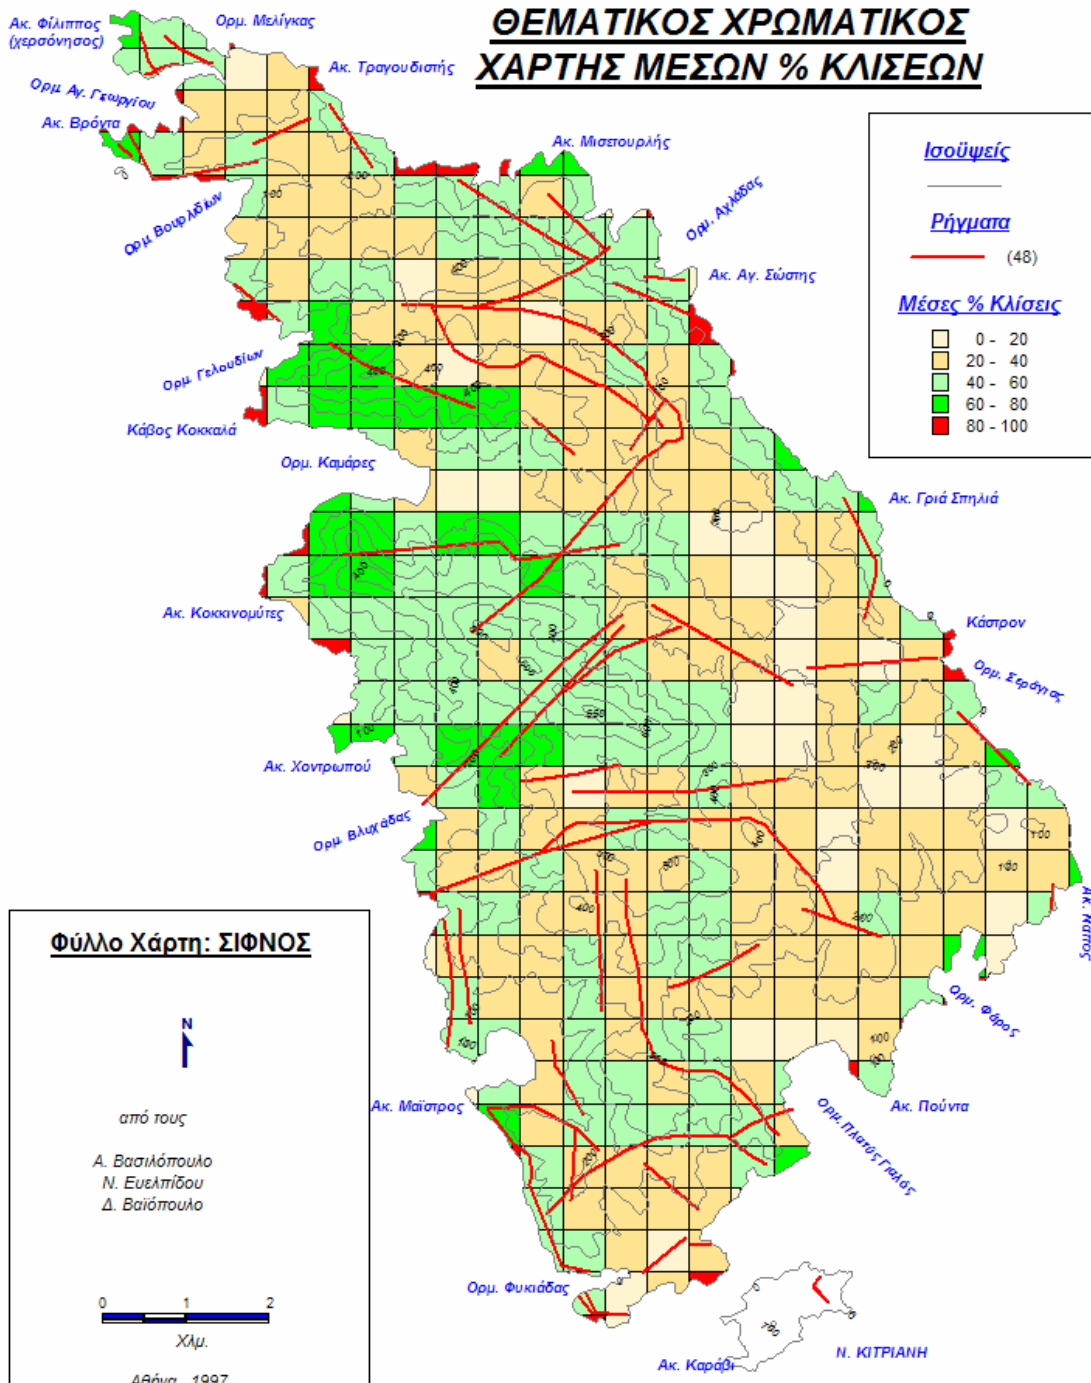 ΘΕΜΑΤΙΚΟΣ ΧΡΩΜΑΤΙΚΟΣ
ΧΑΡΤΗΣ ΜΕΣΩΝ % ΚΛΙΣΕΩΝ
Ακ. Φίλιππος
(χερσόνησος)
Ορμ. Μελίγκας
Ακ. Τραγουδιστής
Ορμ. Αγ. Γεωργίου
Ακ. Βρόντα
Ακ. Μισετουρλής
Ορμ. Βουρλιδίων
Ορμ. Αχλάδας
Ακ. Αγ. Σώστης
Ισοϋψείς
Ρήγματα
(48)
Μέσες % Κλίσεις
0 - 20
20 - 40
40 - 60
60 - 80
80 - 100
Ορμ. Γελουδίων
Κάβος Κοκκαλά
Ορμ. Καμάρες
Ακ. Γριά Σπηλιά
Ακ. Κοκκινομύτες
Κάστρον
Ορμ. Σεράγιας
Ακ. Χοντρωπού
Ορμ. Βλυχάδας
Ορμ. Φάρος
Ακ. Πούντα
Ορμ. Πλατύς Γιαλός
Ακ. Μαΐστρος
Ορμ. Φυκιάδας
Ακ. Καράβι
Ν. ΚΙΤΡΙΑΝΗ
Φύλλο Χάρτη: ΣΙΦΝΟΣ
N
από τους
Α. Βασιλόπουλο
Ν. Ευελπίδου
Δ. Βαϊόπουλο
0 1 2
Χλμ.
Αθήνα 1997